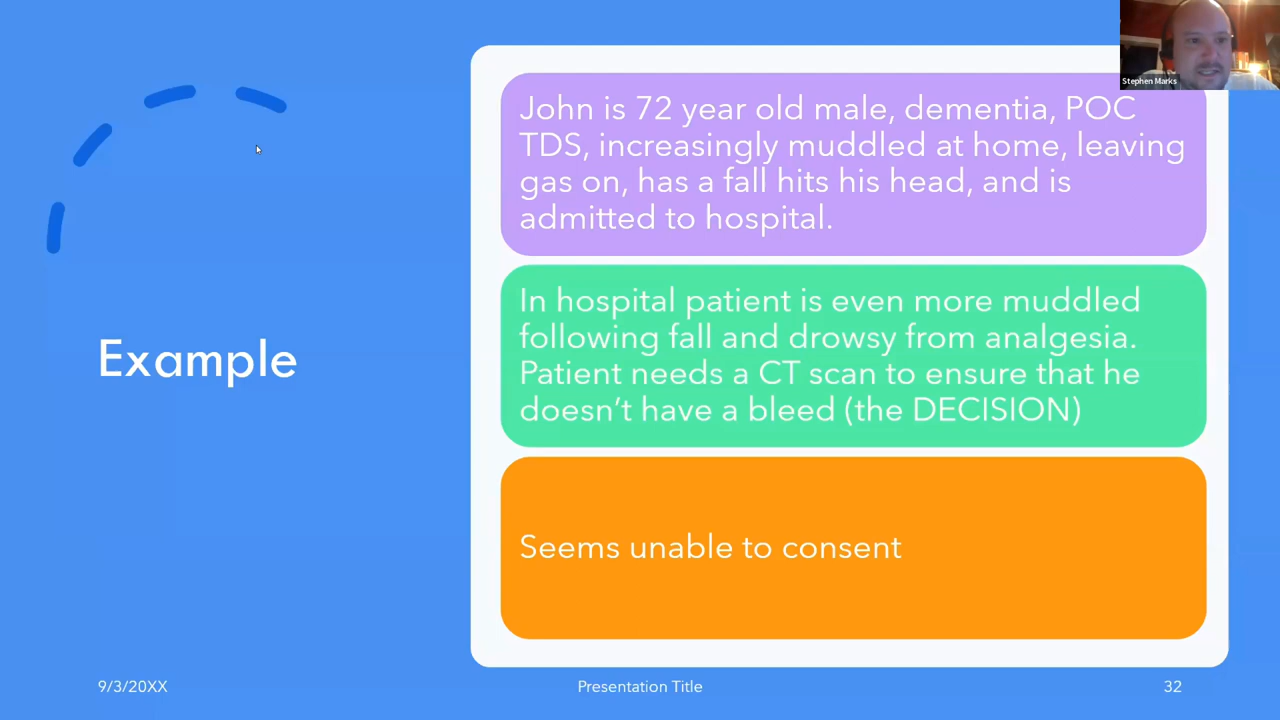 Stephen Marks
Example
John is 72 year old male, dementia, POC
TDS, increasingly muddled at home, leaving
gas on, has a fall hits his head, and is
admitted to hospital.
In hospital patient is even more muddled
following fall and drowsy from analgesia.
Patient needs a CT scan to ensure that he
doesn't have a bleed (the DECISION)
Seems unable to consent
9/3/20XX
Presentation Title
32